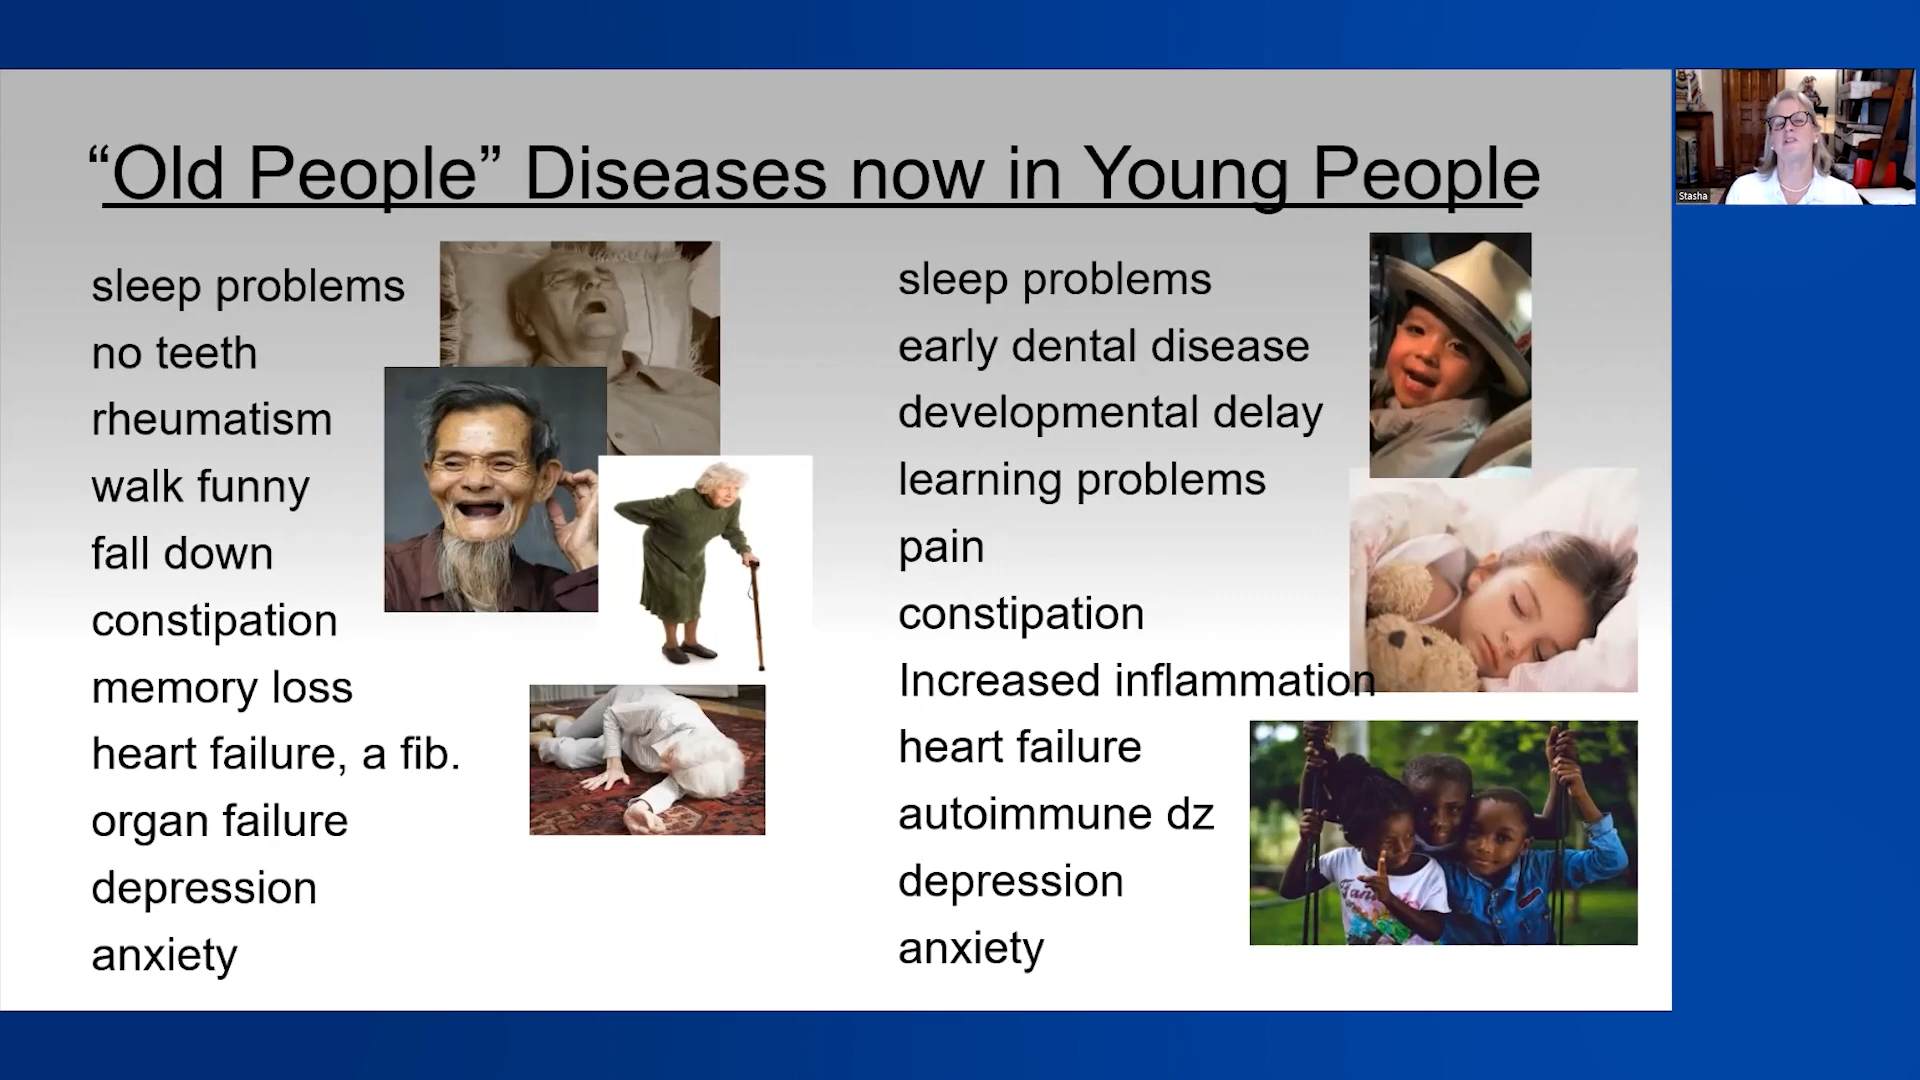 “Old People” Diseases now in Young People
sleep problems
no teeth
rheumatism
walk funny
fall down
constipation
memory loss
heart failure, a fib.
organ failure
depression
anxiety
sleep problems
early dental disease
developmental delay
learning problems
pain
constipation
Increased inflammation
heart failure
autoimmune dz
depression
anxiety
Stasha